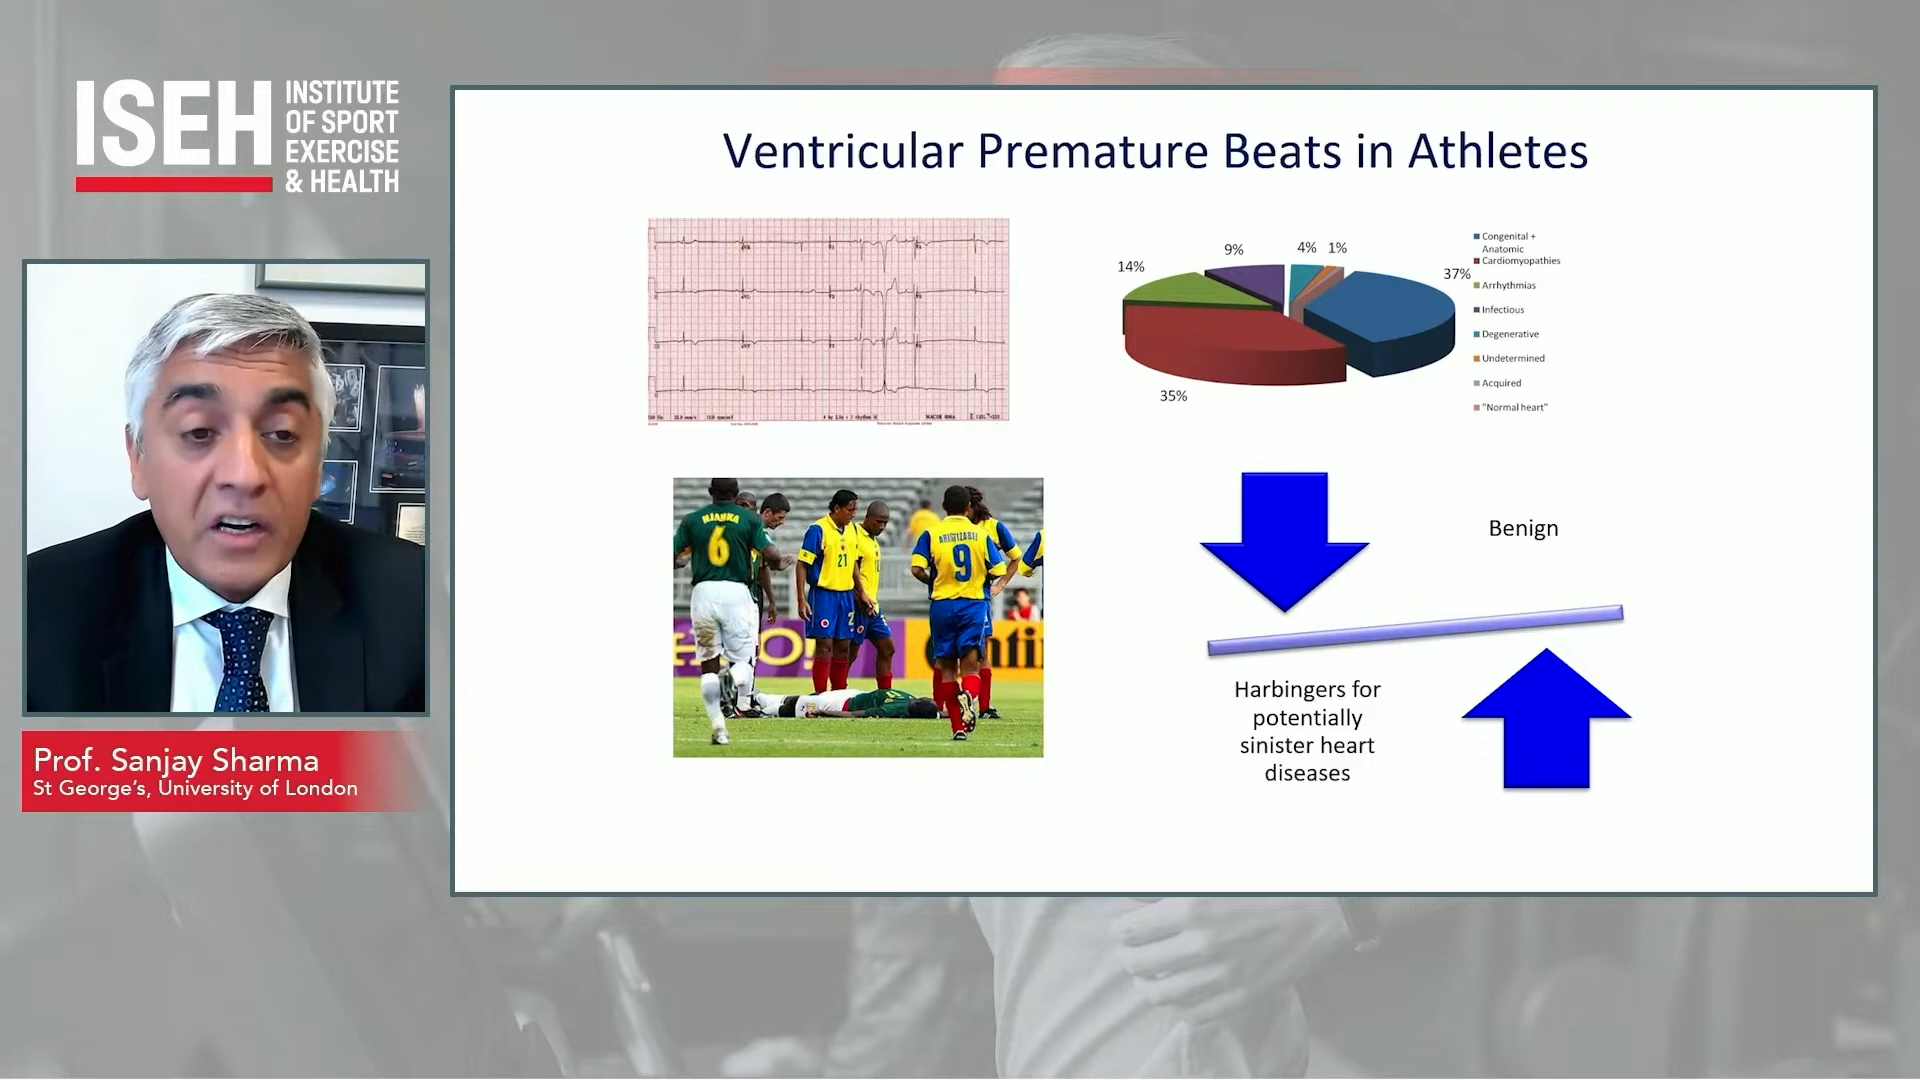 ISEH
INSTITUTE
OF SPORT
EXERCISE
& HEALTH
Prof. Sanjay Sharma
St George's, University of London
Ventricular Premature Beats in Athletes
9%
4%
1%
14%
37%
35%
Congenital +
Anatomic
Cardiomyopathies
Arrhythmias
Infectious
Degenerative
Undetermined
Acquired
"Normal heart"
6
21
9
Benign
Harbingers for
potentially
sinister heart
diseases